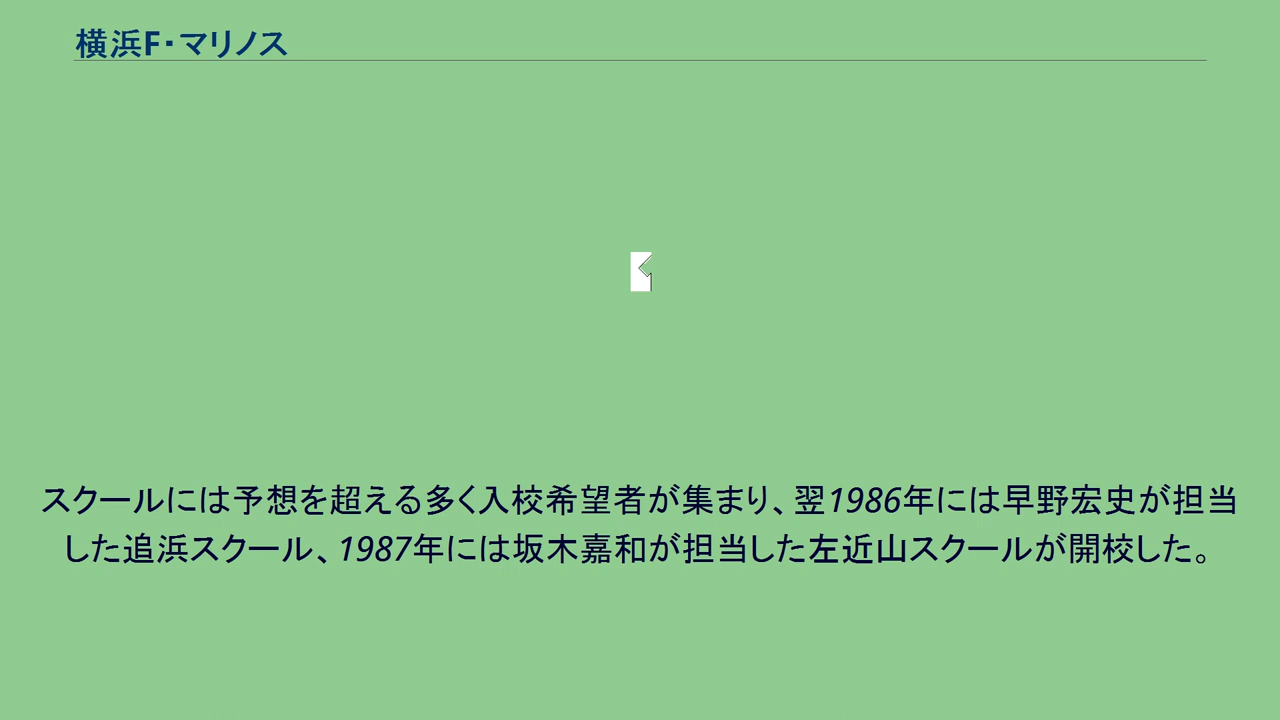 横浜F・マリノス
スクールには予想を超える多く入校希望者が集まり、翌1986年には早野宏史が担当
した追浜スクール、1987年には坂木嘉和が担当した左近山スクールが開校した。